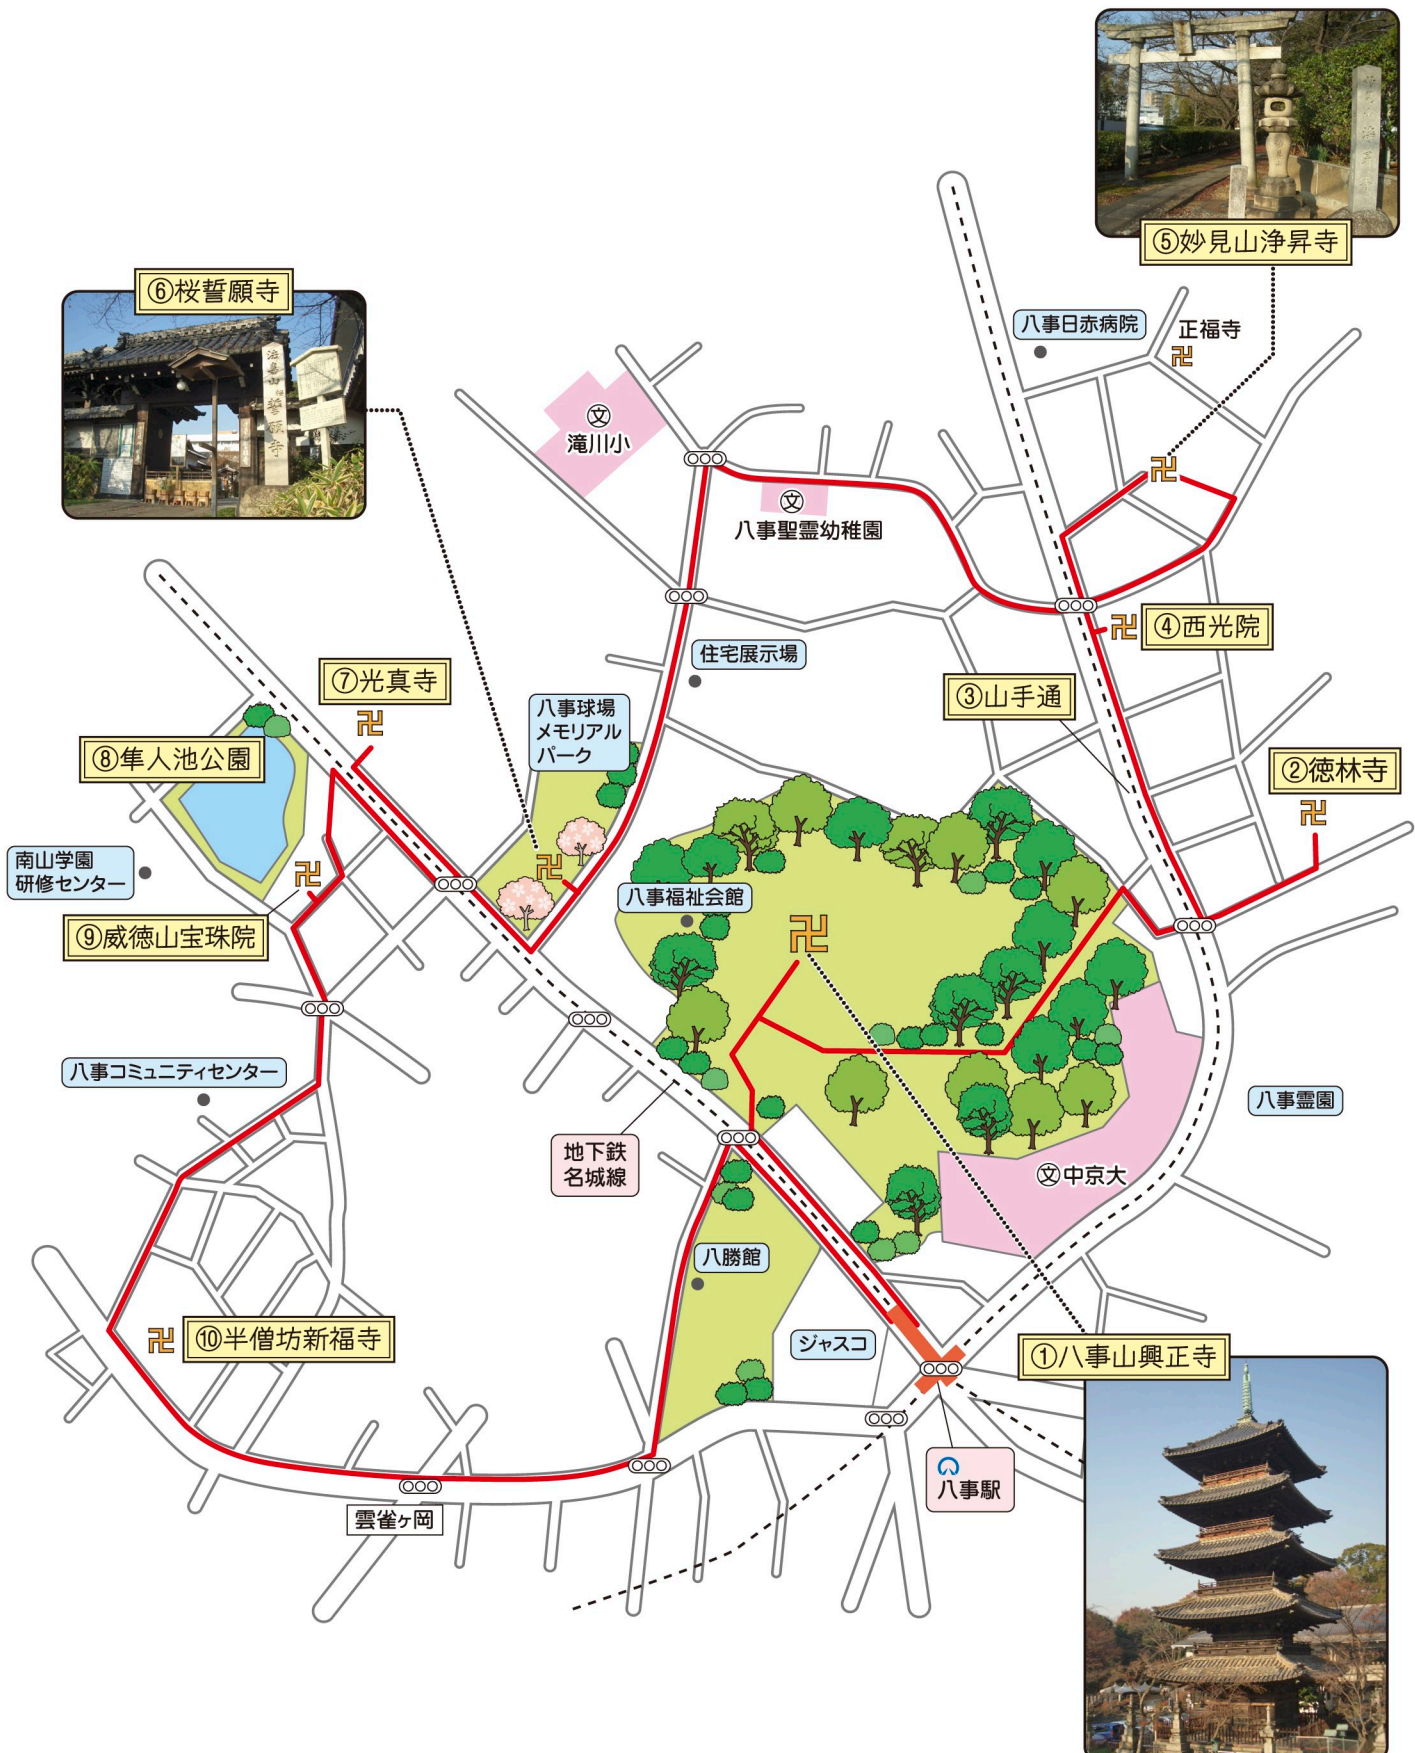 ⑤妙見山浄昇寺
八事日赤病院
正福寺
⑥桜誓願寺
誓願寺
文
滝川小
文
八事聖霊幼稚園
④西光院
住宅展示場
⑦光真寺
③山手通
八事球場
メモリアル
パーク
⑧隼人池公園
②徳林寺
南山学園
研修センター
八事福祉会館
⑨威徳山宝珠院
八事コミュニティセンター
八事霊園
地下鉄
名城線
文中京大
八勝館
⑩半僧坊新福寺
ジャスコ
①八事山興正寺
八事駅
雲雀ヶ岡